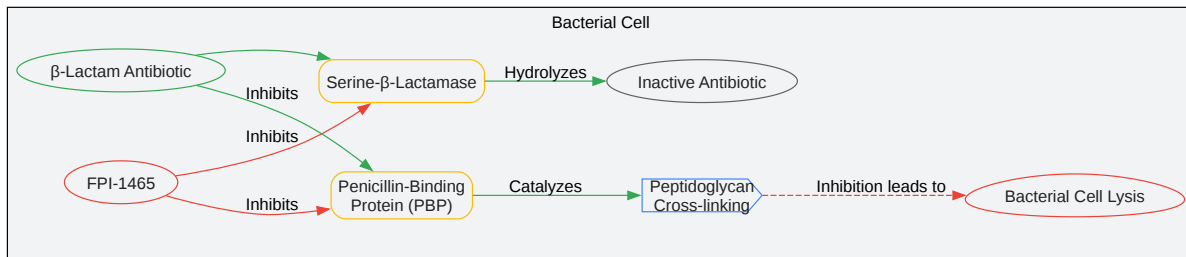 Bacterial Cell
β-Lactam Antibiotic
Serine-β-Lactamase
Hydrolyzes
Inactive Antibiotic
Inhibits
Inhibits
FPI-1465
Inhibits
Penicillin-Binding
Protein (PBP)
Catalyzes
Peptidoglycan
Cross-linking
Inhibition leads to
Bacterial Cell Lysis